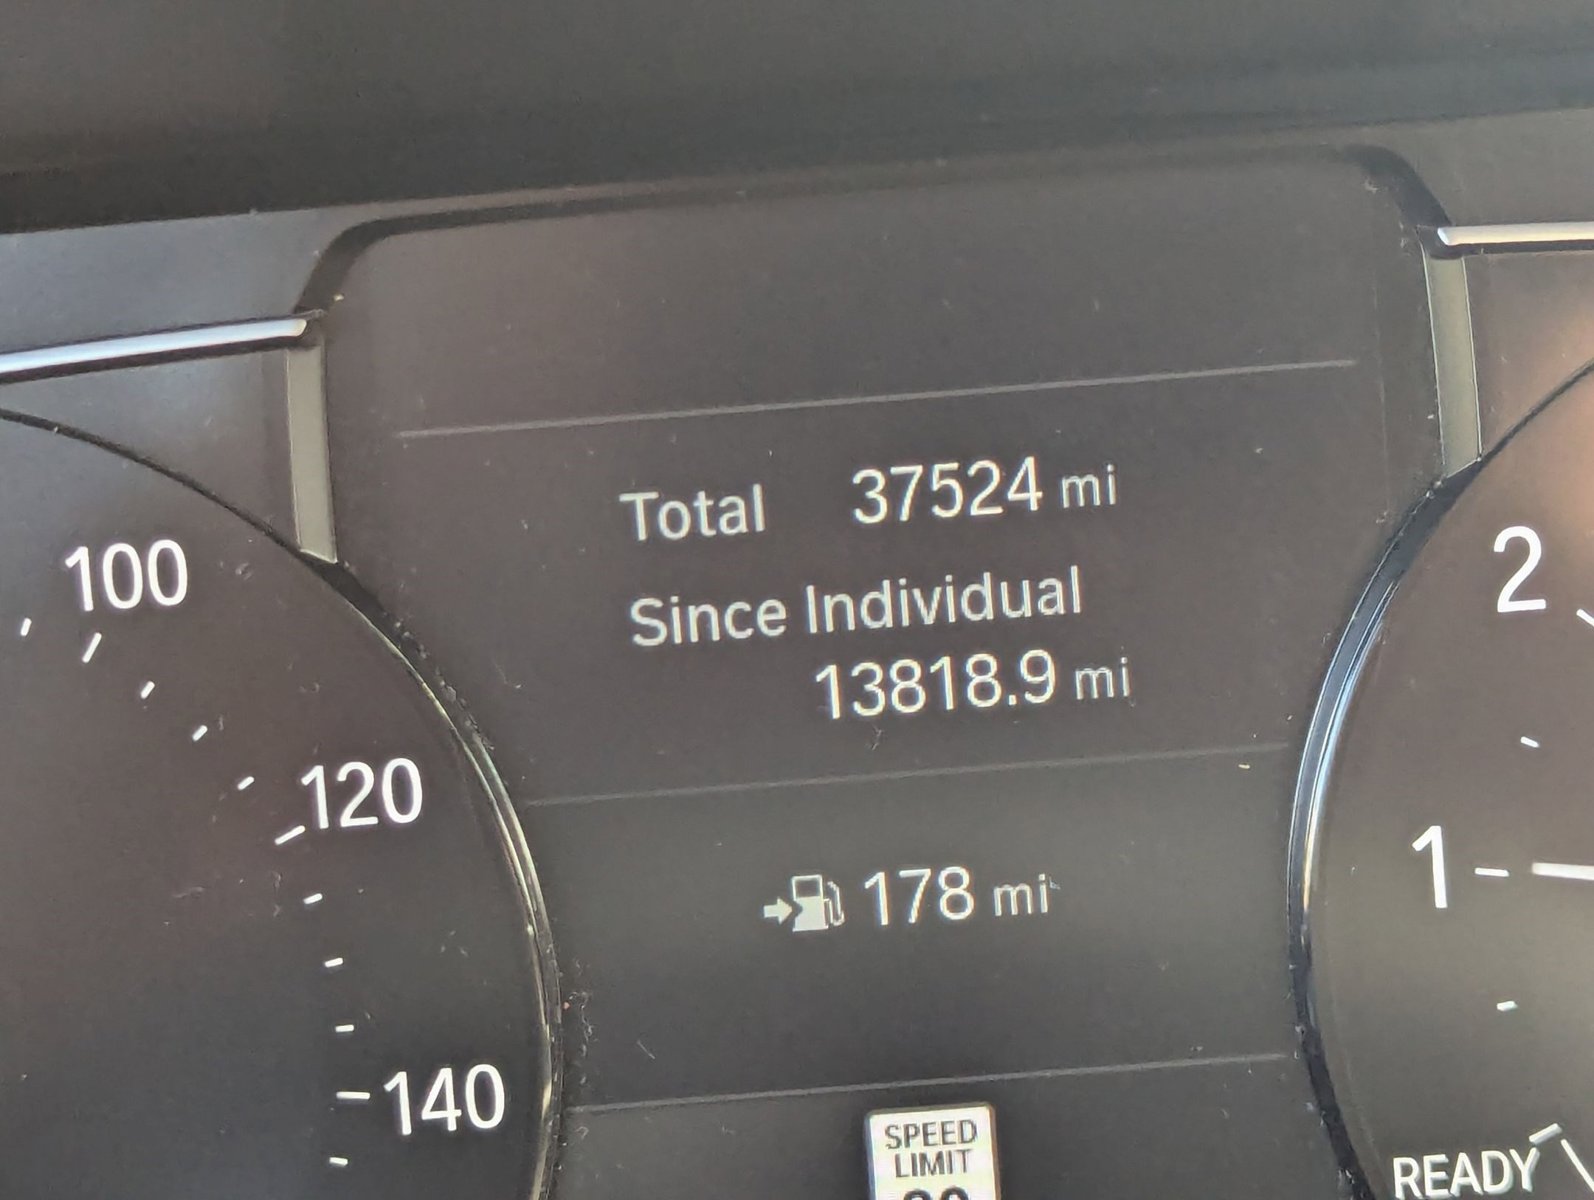 Total 37524 mi
Since Individual
13818.9 mi
178 mi
100
120
140
2
1
SPEED
LIMIT
READY